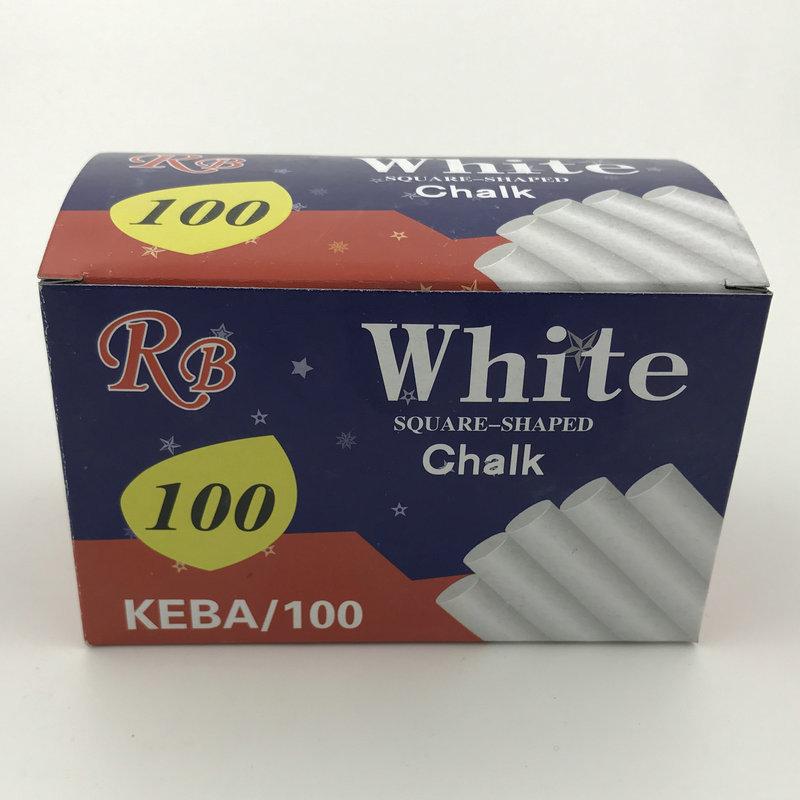 RB
White
SQUARE-SHAPED
Chalk
100
RB
White
SQUARE-SHAPED
Chalk
100
KEBA/100